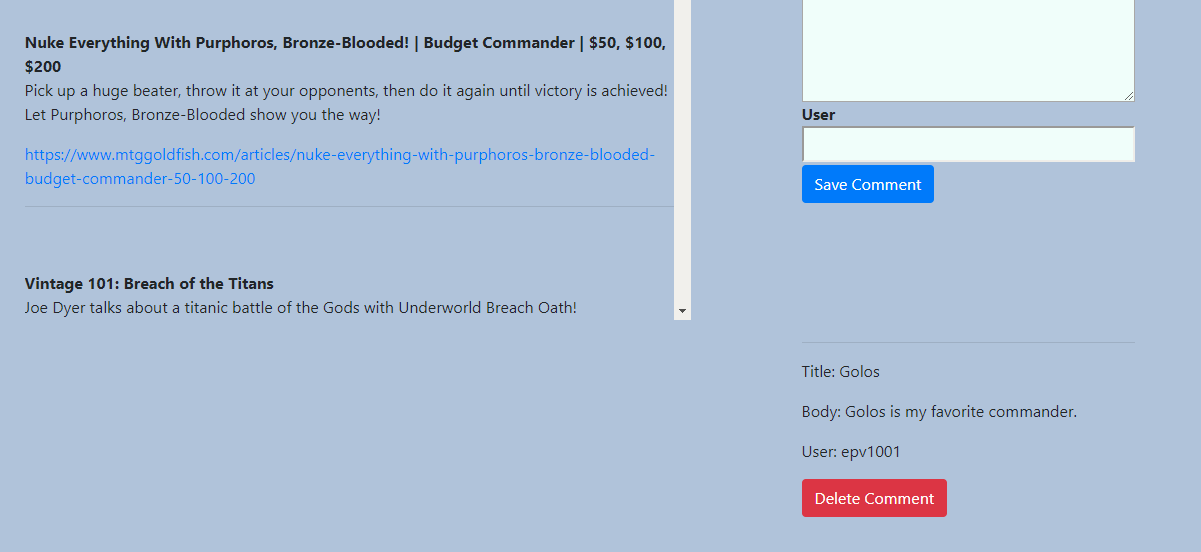 Nuke Everything With Purphoros, Bronze-Blooded! | Budget Commander | $50, $100,
$200
Pick up a huge beater, throw it at your opponents, then do it again until victory is achieved!
Let Purphoros, Bronze-Blooded show you the way!
https://www.mtggoldfish.com/articles/nuke-everything-with-purphoros-bronze-blooded-
budget-commander-50-100-200
Vintage 101: Breach of the Titans
Joe Dyer talks about a titanic battle of the Gods with Underworld Breach Oath!
User
Save Comment
Title: Golos
Body: Golos is my favorite commander.
User: epv1001
Delete Comment